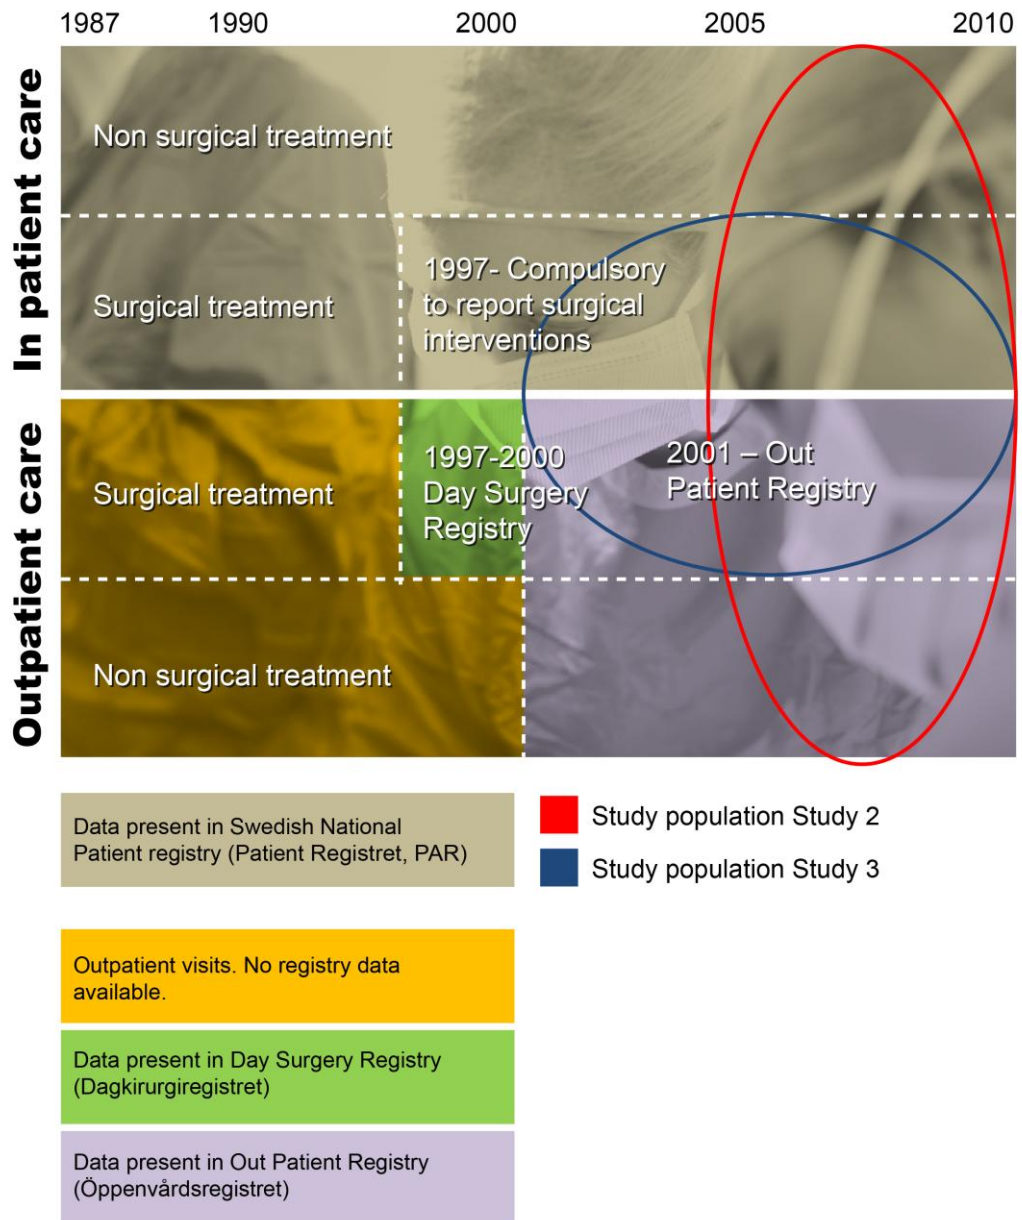 1987 1990 2000 2005 2010
In patient care
Non surgical treatment
Surgical treatment
1997- Compulsory
to report surgical
interventions
Outpatient care
Surgical treatment
1997-2000
Day Surgery
Registry
2001 – Out
Patient Registry
Non surgical treatment
Data present in Swedish National
Patient registry (Patient Registret, PAR)
Study population Study 2
Study population Study 3
Outpatient visits. No registry data
available.
Data present in Day Surgery Registry
(Dagkirurgiregistret)
Data present in Out Patient Registry
(Öppenvårdsregistret)